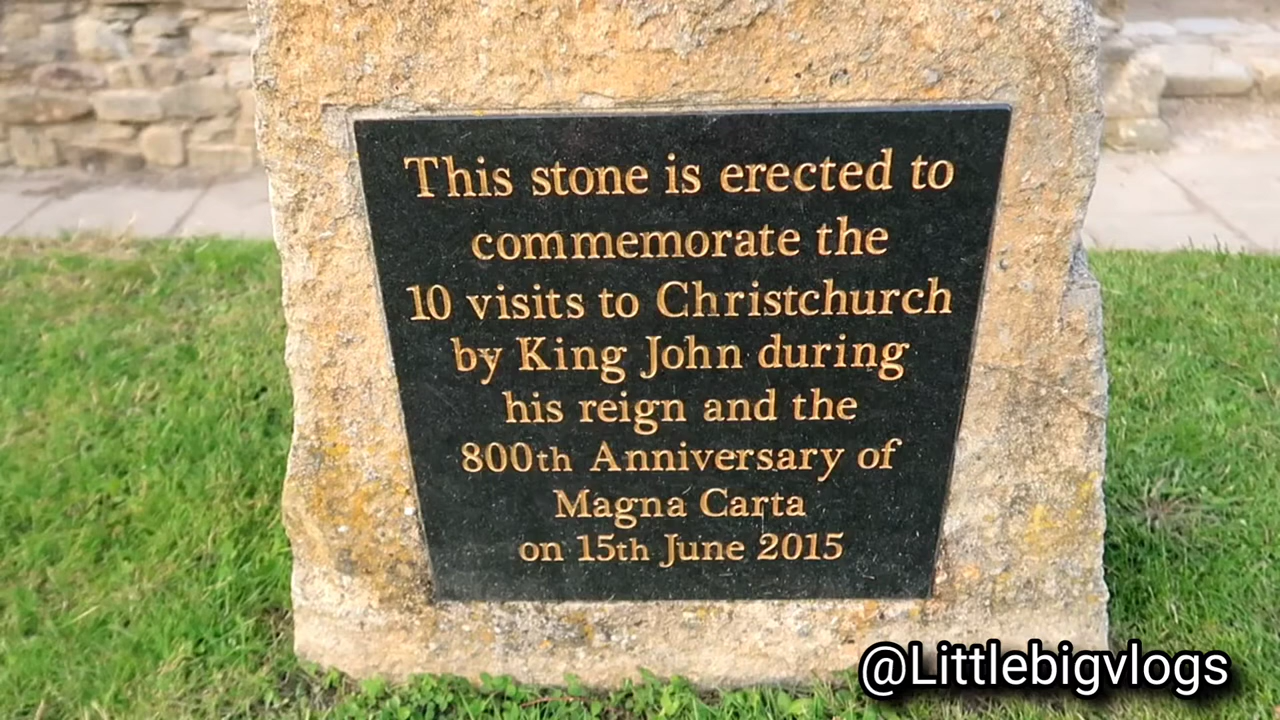 This stone is erected to
commemorate the
10 visits to Christchurch
by King John during
his reign and the
800th Anniversary of
Magna Carta
on 15th June 2015
@Littlebigvlogs